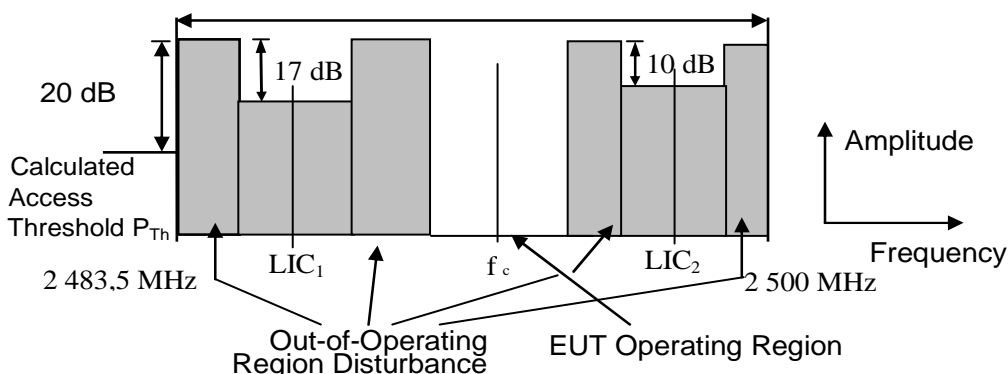 17 dB
10 dB
20 dB
Amplitude
Calculated
Access
Threshold P_Th
Frequency
LIC₁
f c
LIC₂
2 483,5 MHz
2 500 MHz
Out-of-Operating
Region Disturbance
EUT Operating Region